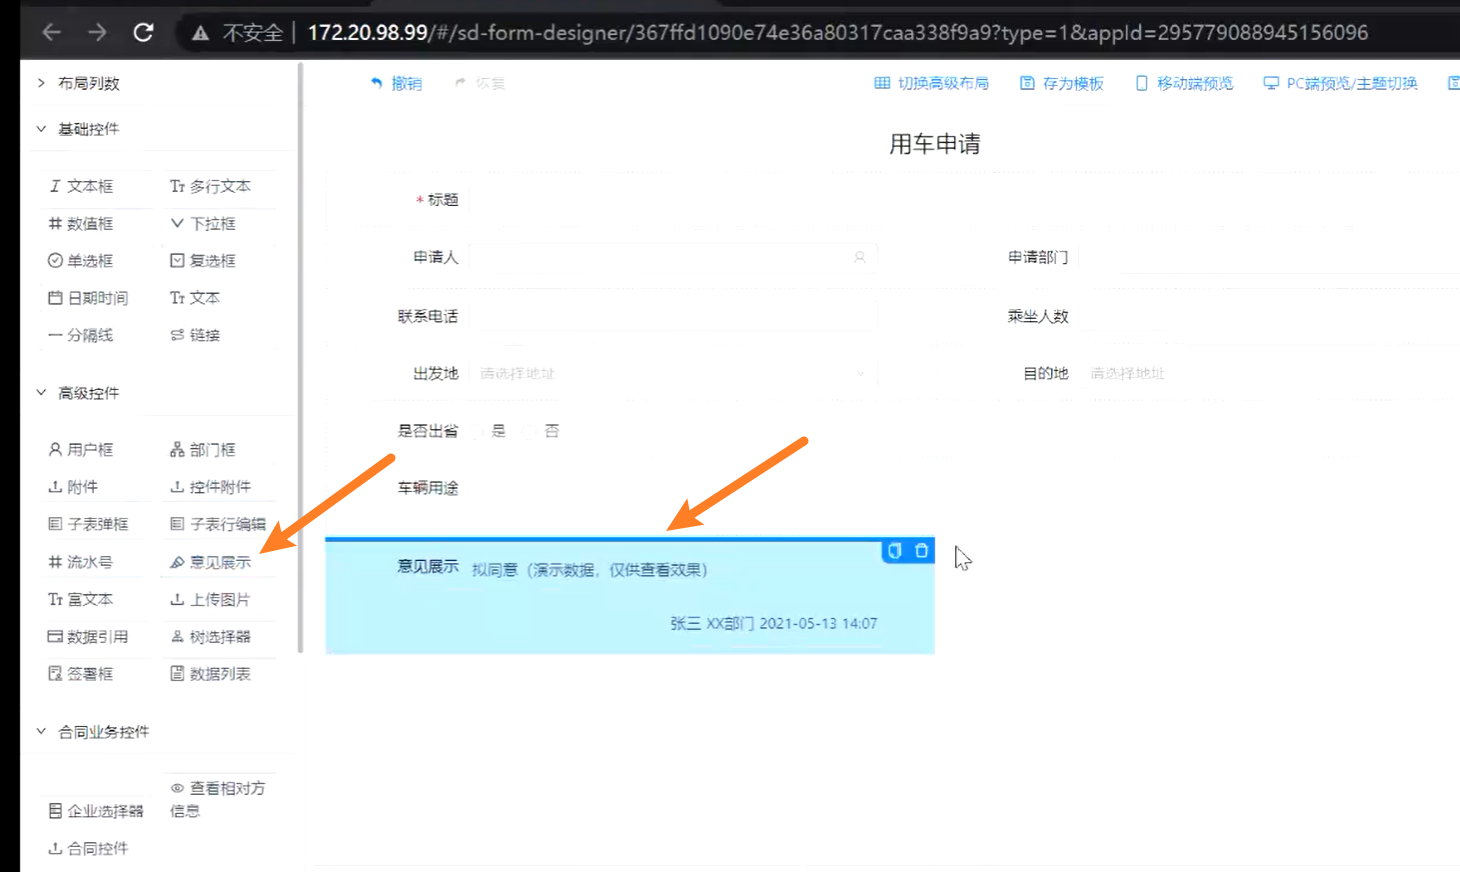 不安全 | 172.20.98.99/#/sd-form-designer/367ffd1090e74e36a80317caa338f9a9?type=1&appId=295779088945156096
布局列数
撤销
恢复
切换高级布局
存为模板
移动端预览
PC端预览/主题切换
基础控件
用车申请
文本框
多行文本
* 标题
数值框
下拉框
单选框
复选框
申请人
申请部门
日期时间
文本
联系电话
乘坐人数
分隔线
链接
出发地 请选择地址
目的地 请选择地址
高级控件
是否出省 是 否
用户框
部门框
附件
控件附件
车辆用途
子表弹框
子表行编辑
流水号
意见展示
意见展示 拟同意（演示数据，仅供查看效果）
富文本
上传图片
张三 XX部门 2021-05-13 14:07
数据引用
树选择器
签署框
数据列表
合同业务控件
查看相对方
信息
企业选择器
合同控件